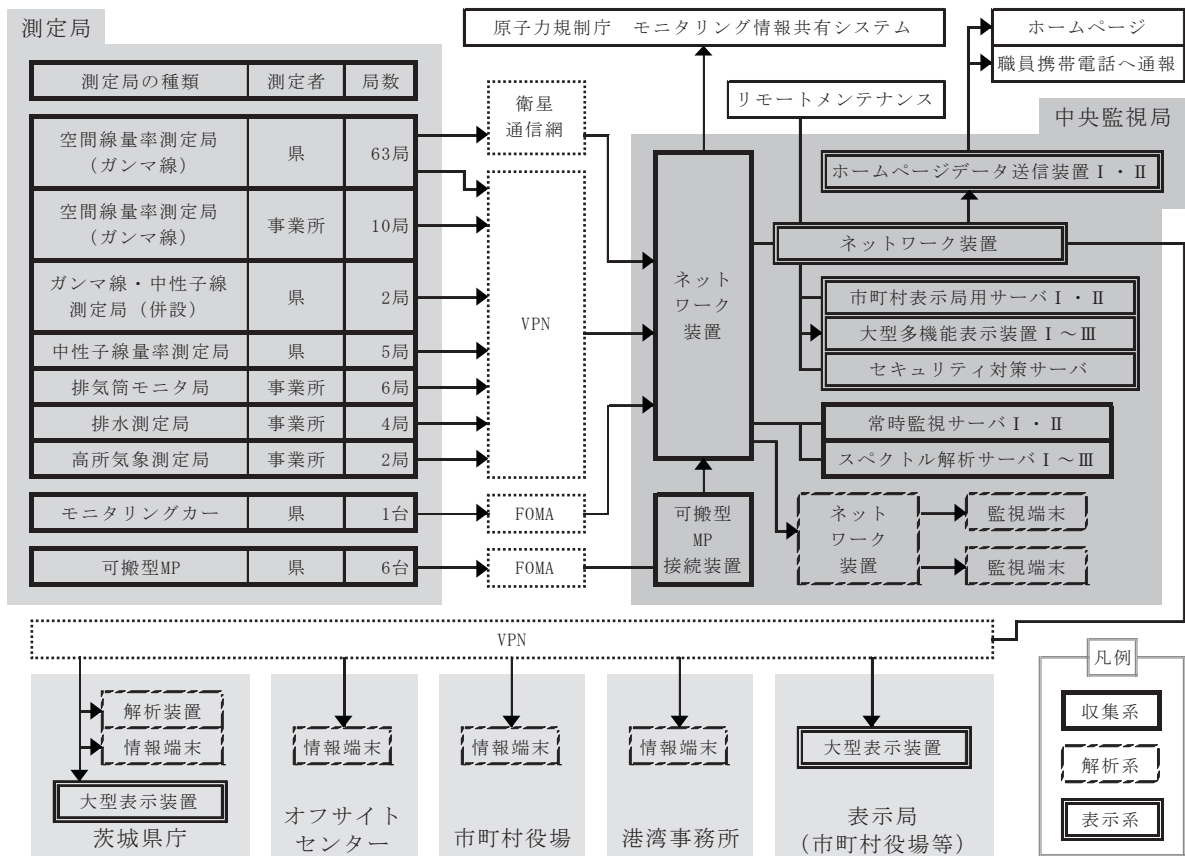 測定局
測定局の種類 測定者 局数
空間線量率測定局
(ガンマ線)
県 63局
空間線量率測定局
(ガンマ線)
事業所 10局
ガンマ線・中性子線
測定局（併設）
県 2局
中性子線量率測定局 県 5局
排気筒モニタ局 事業所 6局
排水測定局 事業所 4局
高所気象測定局 事業所 2局
モニタリングカー 県 1台
可搬型MP 県 6台
衛星
通信網
VPN
FOMA
FOMA
原子力規制庁　モニタリング情報共有システム
リモートメンテナンス
ホームページ
職員携帯電話へ通報
中央監視局
ホームページデータ送信装置Ⅰ・Ⅱ
ネットワーク装置
ネット
ワーク
装置
市町村表示局用サーバⅠ・Ⅱ
大型多機能表示装置Ⅰ～Ⅲ
セキュリティ対策サーバ
常時監視サーバⅠ・Ⅱ
スペクトル解析サーバⅠ～Ⅲ
可搬型
MP
接続装置
ネット
ワーク
装置
監視端末
監視端末
VPN
解析装置
情報端末
大型表示装置
茨城県庁
情報端末
オフサイト
センター
情報端末
市町村役場
情報端末
港湾事務所
大型表示装置
表示局
(市町村役場等)
凡例
収集系
解析系
表示系